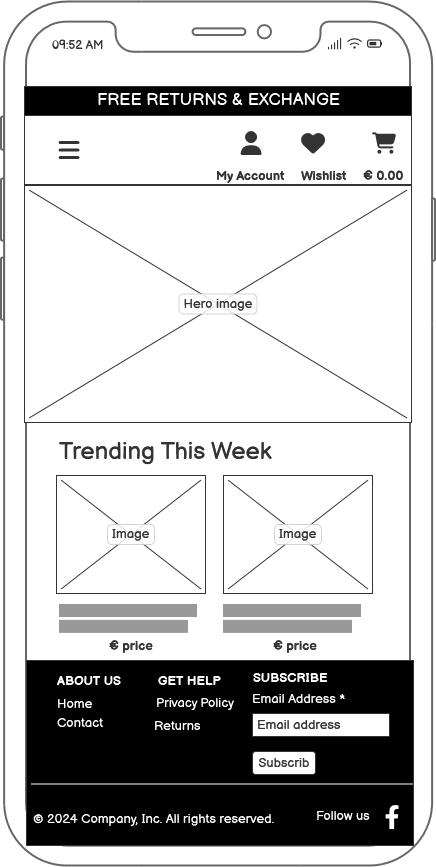 09:52 AM
FREE RETURNS & EXCHANGE
My Account Wishlist € 0.00
Hero image
Trending This Week
Image Image
€ price € price
ABOUT US GET HELP SUBSCRIBE
Home Privacy Policy Email Address *
Contact Returns Email address
Subscrib
© 2024 Company, Inc. All rights reserved. Follow us